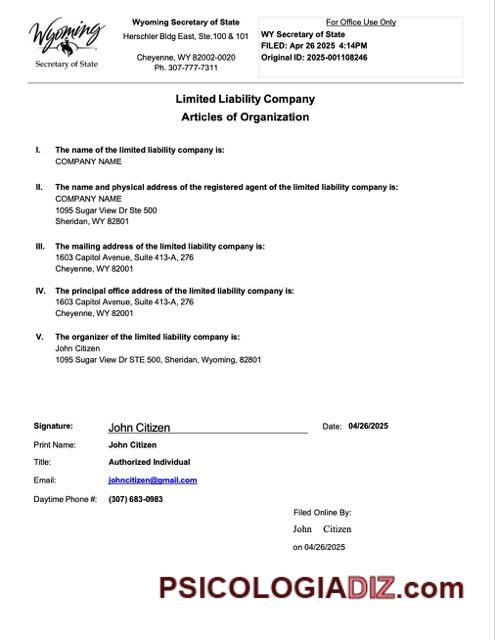 Wyoming
Secretary of State
Wyoming Secretary of State
Herschler Bldg East, Ste.100 & 101
Cheyenne, WY 82002-0020
Ph. 307-777-7311
For Office Use Only
WY Secretary of State
FILED: Apr 26 2025 4:14PM
Original ID: 2025-001108246
Limited Liability Company
Articles of Organization
I. The name of the limited liability company is:
COMPANY NAME
II. The name and physical address of the registered agent of the limited liability company is:
COMPANY NAME
1095 Sugar View Dr Ste 500
Sheridan, WY 82801
III. The mailing address of the limited liability company is:
1603 Capitol Avenue, Suite 413-A, 276
Cheyenne, WY 82001
IV. The principal office address of the limited liability company is:
1603 Capitol Avenue, Suite 413-A, 276
Cheyenne, WY 82001
V. The organizer of the limited liability company is:
John Citizen
1095 Sugar View Dr STE 500, Sheridan, Wyoming, 82801
Signature: John Citizen Date: 04/26/2025
Print Name: John Citizen
Title: Authorized Individual
Email: johncitizen@gmail.com
Daytime Phone #: (307) 683-0983
Filed Online By:
John Citizen
on 04/26/2025
PSICOLOGIADIZ.com